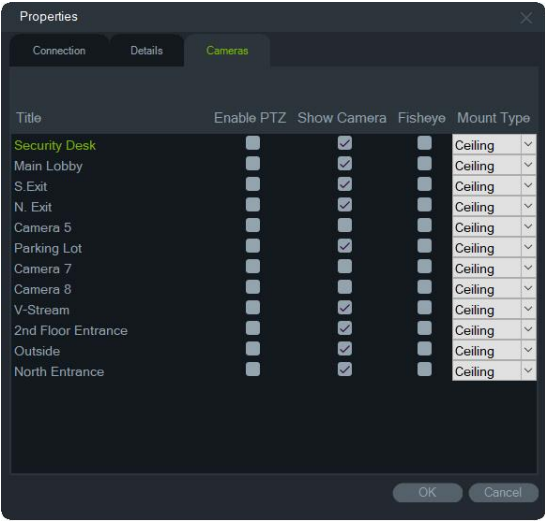 Properties
Connection Details Cameras
Title Enable PTZ Show Camera Fisheye Mount Type
Security Desk Ceiling
Main Lobby Ceiling
S.Exit Ceiling
N. Exit Ceiling
Camera 5 Ceiling
Parking Lot Ceiling
Camera 7 Ceiling
Camera 8 Ceiling
V-Stream Ceiling
2nd Floor Entrance Ceiling
Outside Ceiling
North Entrance Ceiling
OK Cancel